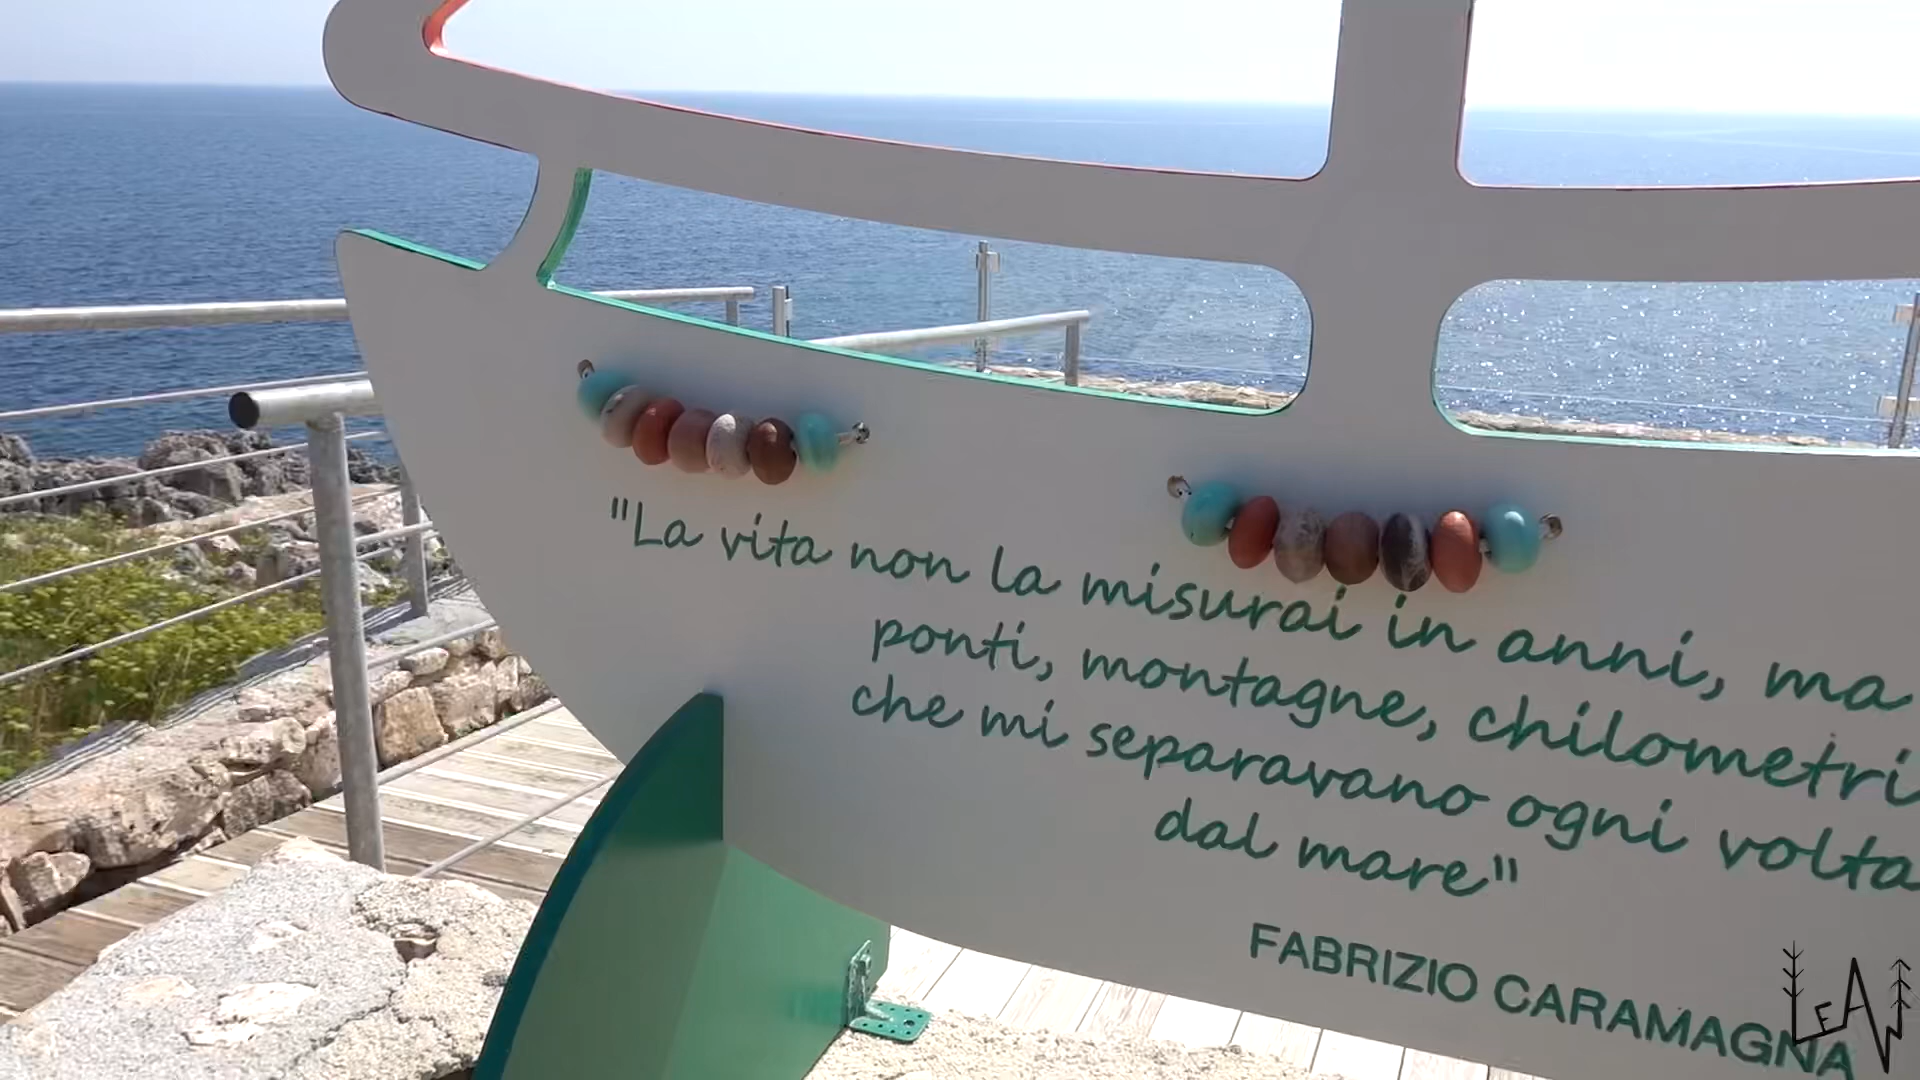 "La vita non la misurai in anni, ma
ponti, montagne, chilometri
che mi separavano ogni volta
dal mare"
FABRIZIO CARAMAGNA
LEAN